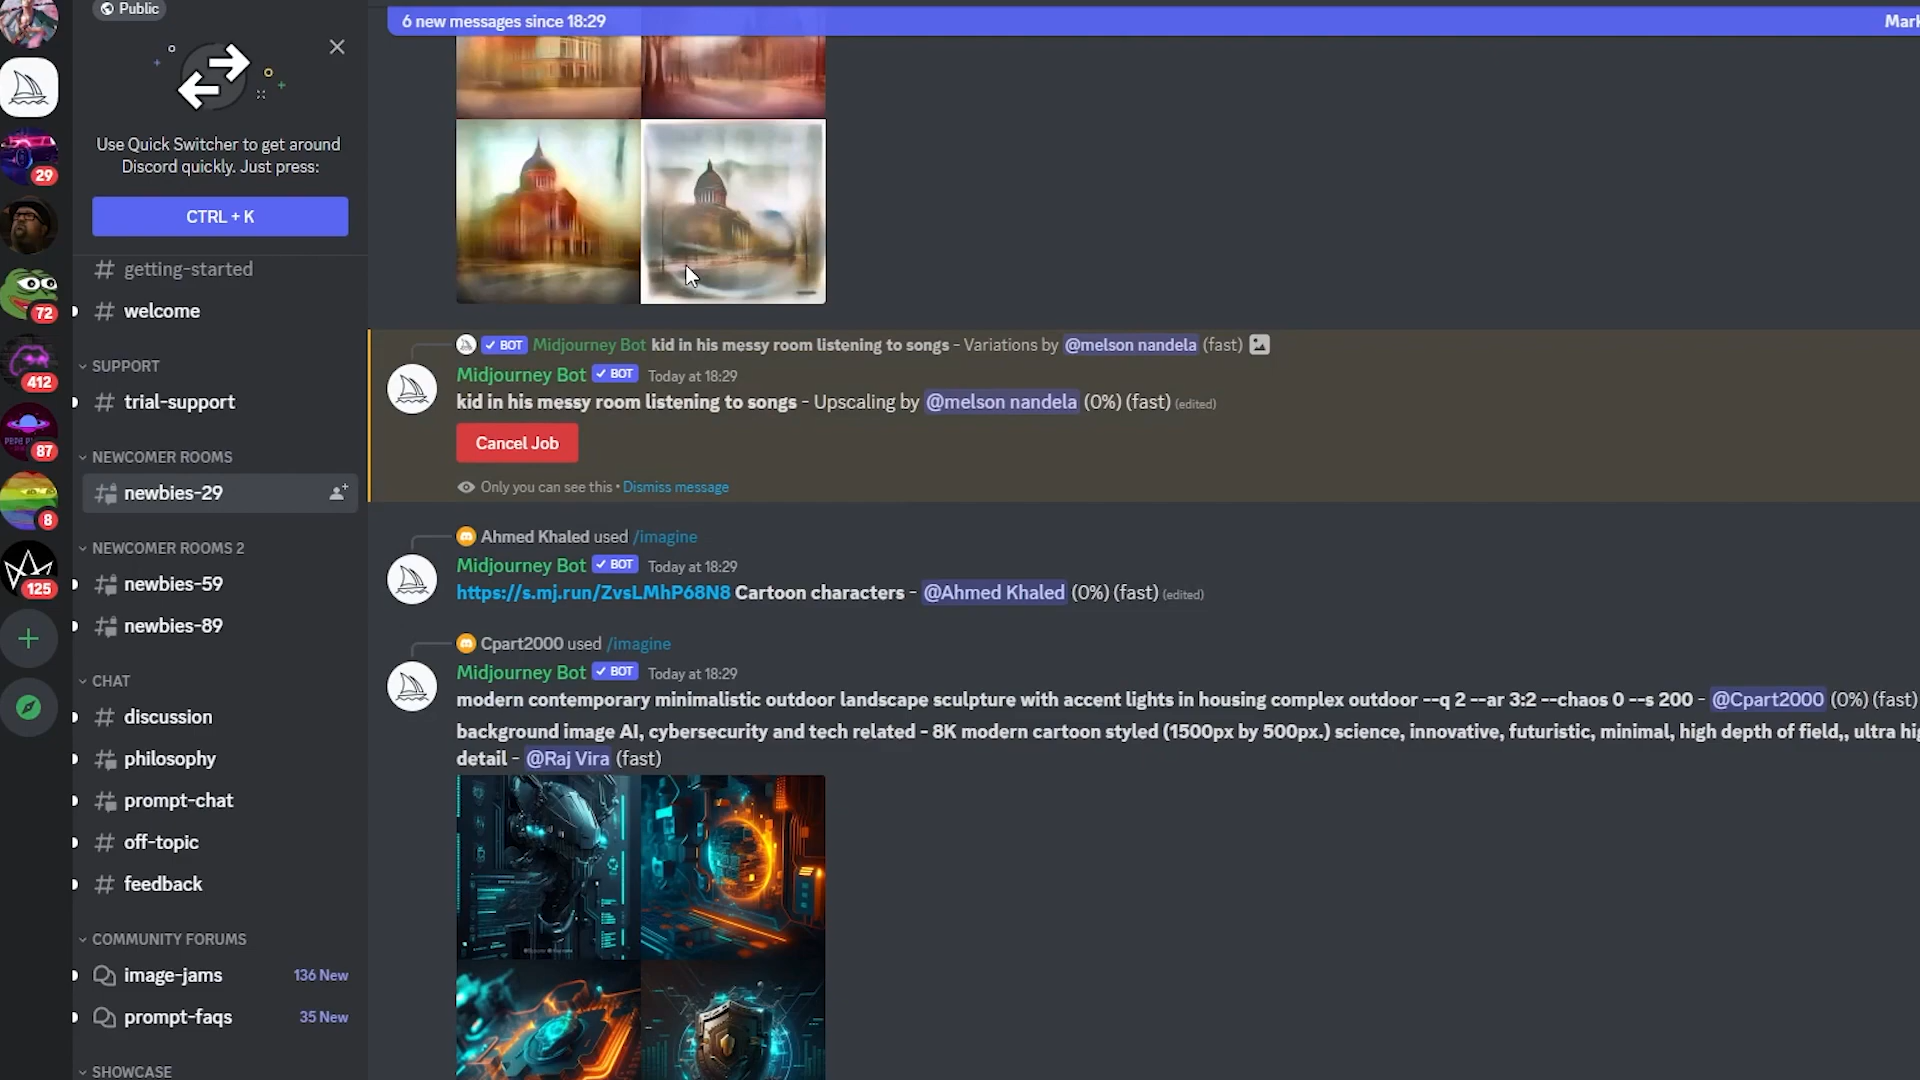 Public
Use Quick Switcher to get around
Discord quickly. Just press:
CTRL + K
getting-started
welcome
SUPPORT
trial-support
NEWCOMER ROOMS
newbies-29
NEWCOMER ROOMS 2
newbies-59
newbies-89
CHAT
discussion
philosophy
prompt-chat
off-topic
feedback
COMMUNITY FORUMS
image-jams 136 New
prompt-faqs 35 New
SHOWCASE
29
72
412
87
8
125
6 new messages since 18:29
Mark
BOT Midjourney Bot kid in his messy room listening to songs - Variations by @melson nandela (fast)
Midjourney Bot BOT Today at 18:29
kid in his messy room listening to songs - Upscaling by @melson nandela (0%) (fast) (edited)
Cancel Job
Only you can see this • Dismiss message
Ahmed Khaled used /imagine
Midjourney Bot BOT Today at 18:29
https://s.mj.run/ZvsLMhP68N8 Cartoon characters - @Ahmed Khaled (0%) (fast) (edited)
Cpart2000 used /imagine
Midjourney Bot BOT Today at 18:29
modern contemporary minimalistic outdoor landscape sculpture with accent lights in housing complex outdoor --q 2 --ar 3:2 --chaos 0 --s 200 - @Cpart2000 (0%) (fast)
background image AI, cybersecurity and tech related - 8K modern cartoon styled (1500px by 500px.) science, innovative, futuristic, minimal, high depth of field,, ultra hig
detail - @Raj Vira (fast)